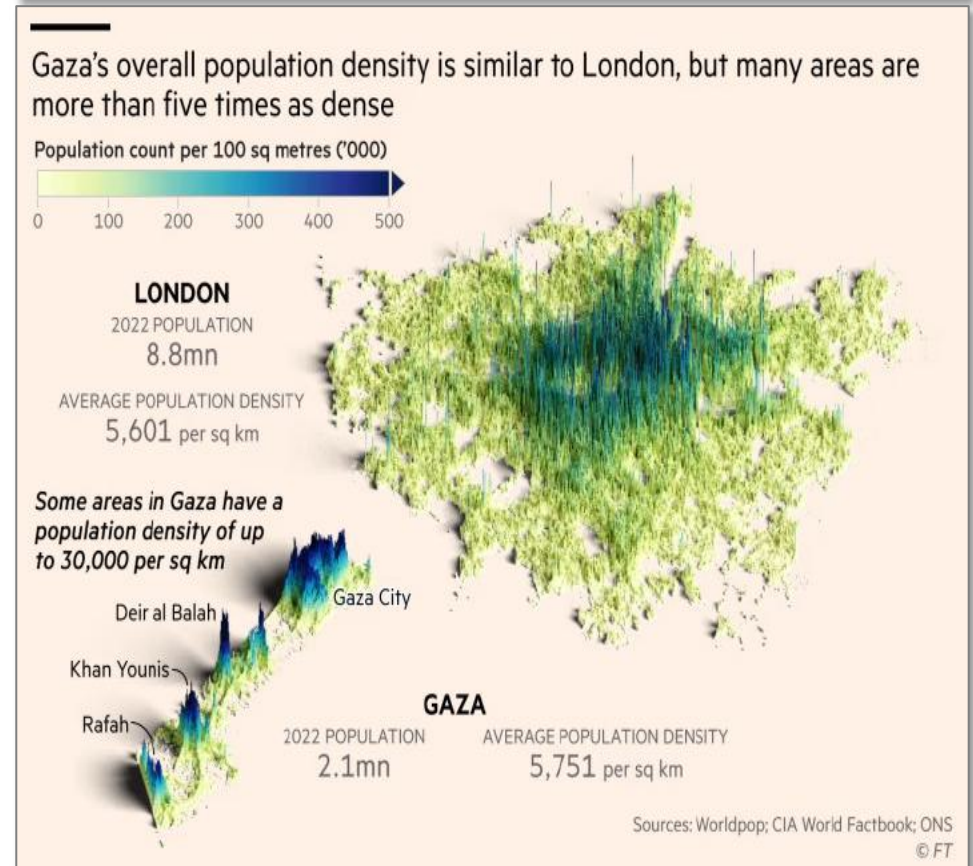 Gaza's overall population density is similar to London, but many areas are
more than five times as dense
Population count per 100 sq metres ('000)
0 100 200 300 400 500
LONDON
2022 POPULATION
8.8mn
AVERAGE POPULATION DENSITY
5,601 per sq km
Some areas in Gaza have a
population density of up
to 30,000 per sq km
Gaza City
Deir al Balah
Khan Younis
Rafah
GAZA
2022 POPULATION
2.1mn
AVERAGE POPULATION DENSITY
5,751 per sq km
Sources: Worldpop; CIA World Factbook; ONS
© FT